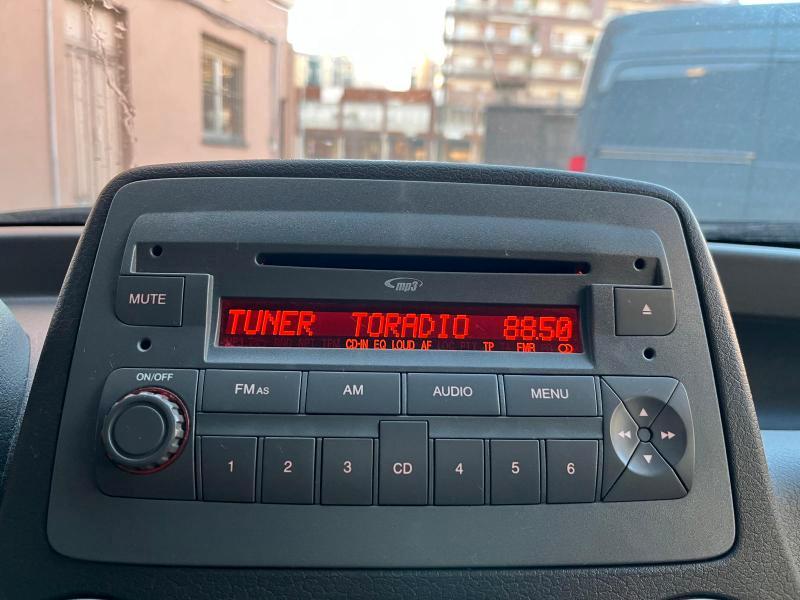 mp3
MUTE
TUNER TORADIO 88.50
CD-IN EQ LOUD AF TP FMR
ON/OFF
FM AS AM AUDIO MENU
1 2 3 CD 4 5 6